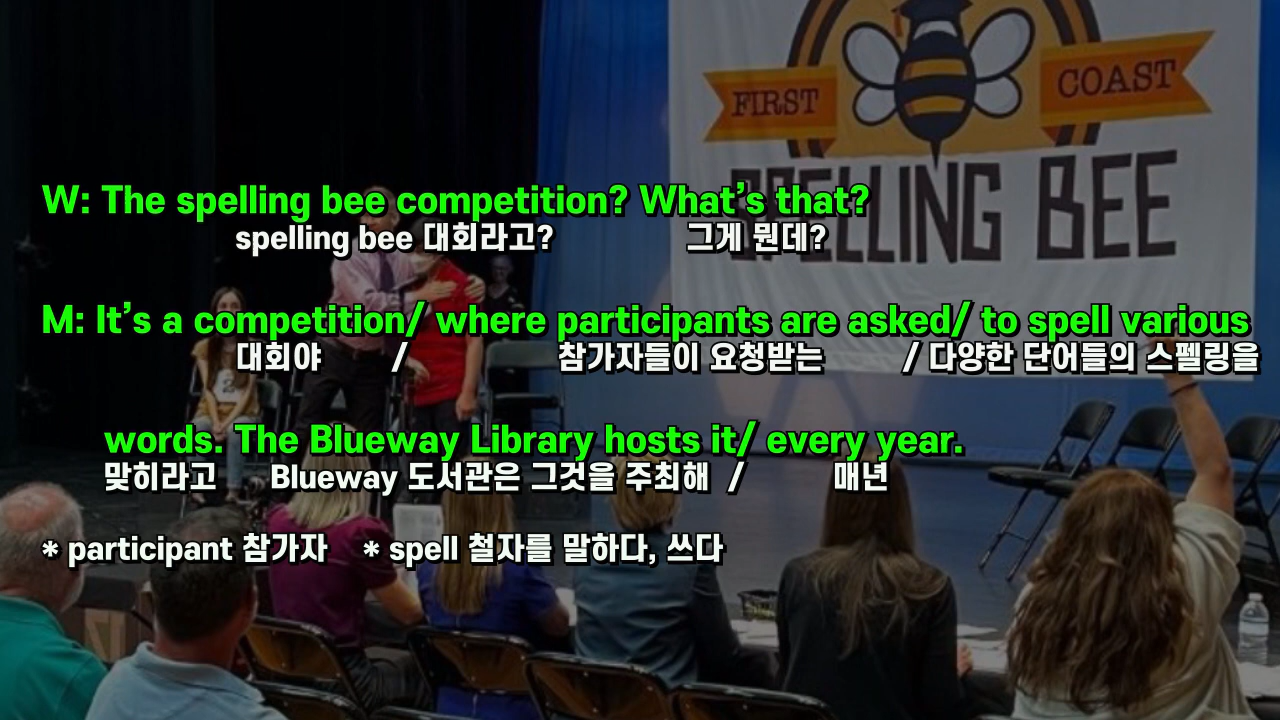 FIRST COAST
SPELLING BEE
W: The spelling bee competition? What's that?
spelling bee 대회라고? 그게 뭔데?
M: It's a competition/ where participants are asked/ to spell various
대회야 / 참가자들이 요청받는 / 다양한 단어들의 스펠링을
words. The Blueway Library hosts it/ every year.
맞히라고 Blueway 도서관은 그것을 주최해 / 매년
* participant 참가자 * spell 철자를 말하다, 쓰다